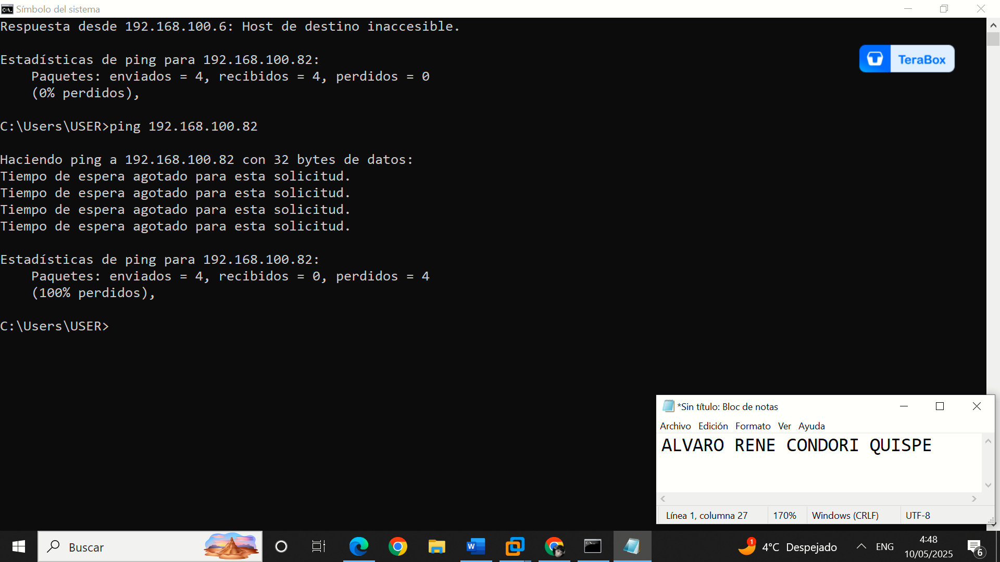 Símbolo del sistema
Respuesta desde 192.168.100.6: Host de destino inaccesible.
Estadísticas de ping para 192.168.100.82:
    Paquetes: enviados = 4, recibidos = 4, perdidos = 0
    (0% perdidos),
C:\Users\USER>ping 192.168.100.82
Haciendo ping a 192.168.100.82 con 32 bytes de datos:
Tiempo de espera agotado para esta solicitud.
Tiempo de espera agotado para esta solicitud.
Tiempo de espera agotado para esta solicitud.
Tiempo de espera agotado para esta solicitud.
Estadísticas de ping para 192.168.100.82:
    Paquetes: enviados = 4, recibidos = 0, perdidos = 4
    (100% perdidos),
C:\Users\USER>
TeraBox
*Sin título: Bloc de notas
Archivo Edición Formato Ver Ayuda
ALVARO RENE CONDORI QUISPE
Línea 1, columna 27 170% Windows (CRLF) UTF-8
Buscar
1
4°C Despejado
ENG
4:48
10/05/2025
6